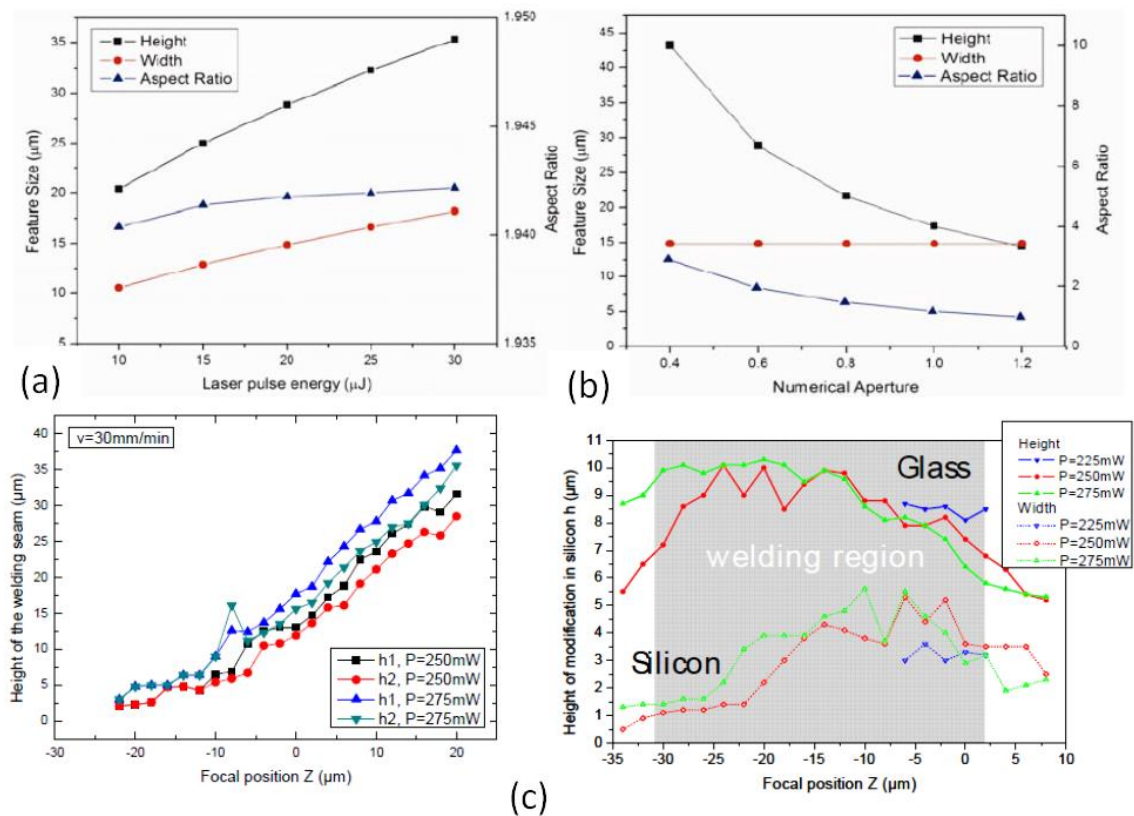 35
30
25
20
15
10
5
Feature Size (μm)
Height
Width
Aspect Ratio
1.950
1.945
1.940
1.935
Aspect Ratio
10
15
20
25
30
Laser pulse energy (μJ)
(a)
45
40
35
30
25
20
15
10
5
0
Feature Size (μm)
Height
Width
Aspect Ratio
10
8
6
4
2
0
Aspect Ratio
0.4
0.6
0.8
1.0
1.2
Numerical Aperture
(b)
v=30mm/min
40
35
30
25
20
15
10
5
0
Height of the welding seam (μm)
h1, P=250mW
h2, P=250mW
h1, P=275mW
h2, P=275mW
-30
-20
-10
0
10
20
Focal position Z (μm)
11
10
9
8
7
6
5
4
3
2
1
0
Height of modification in silicon h (μm)
Glass
welding region
Silicon
Height
P=225mW
P=250mW
P=275mW
Width
P=225mW
P=250mW
P=275mW
-35
-30
-25
-20
-15
-10
-5
0
5
10
Focal position Z (μm)
(c)